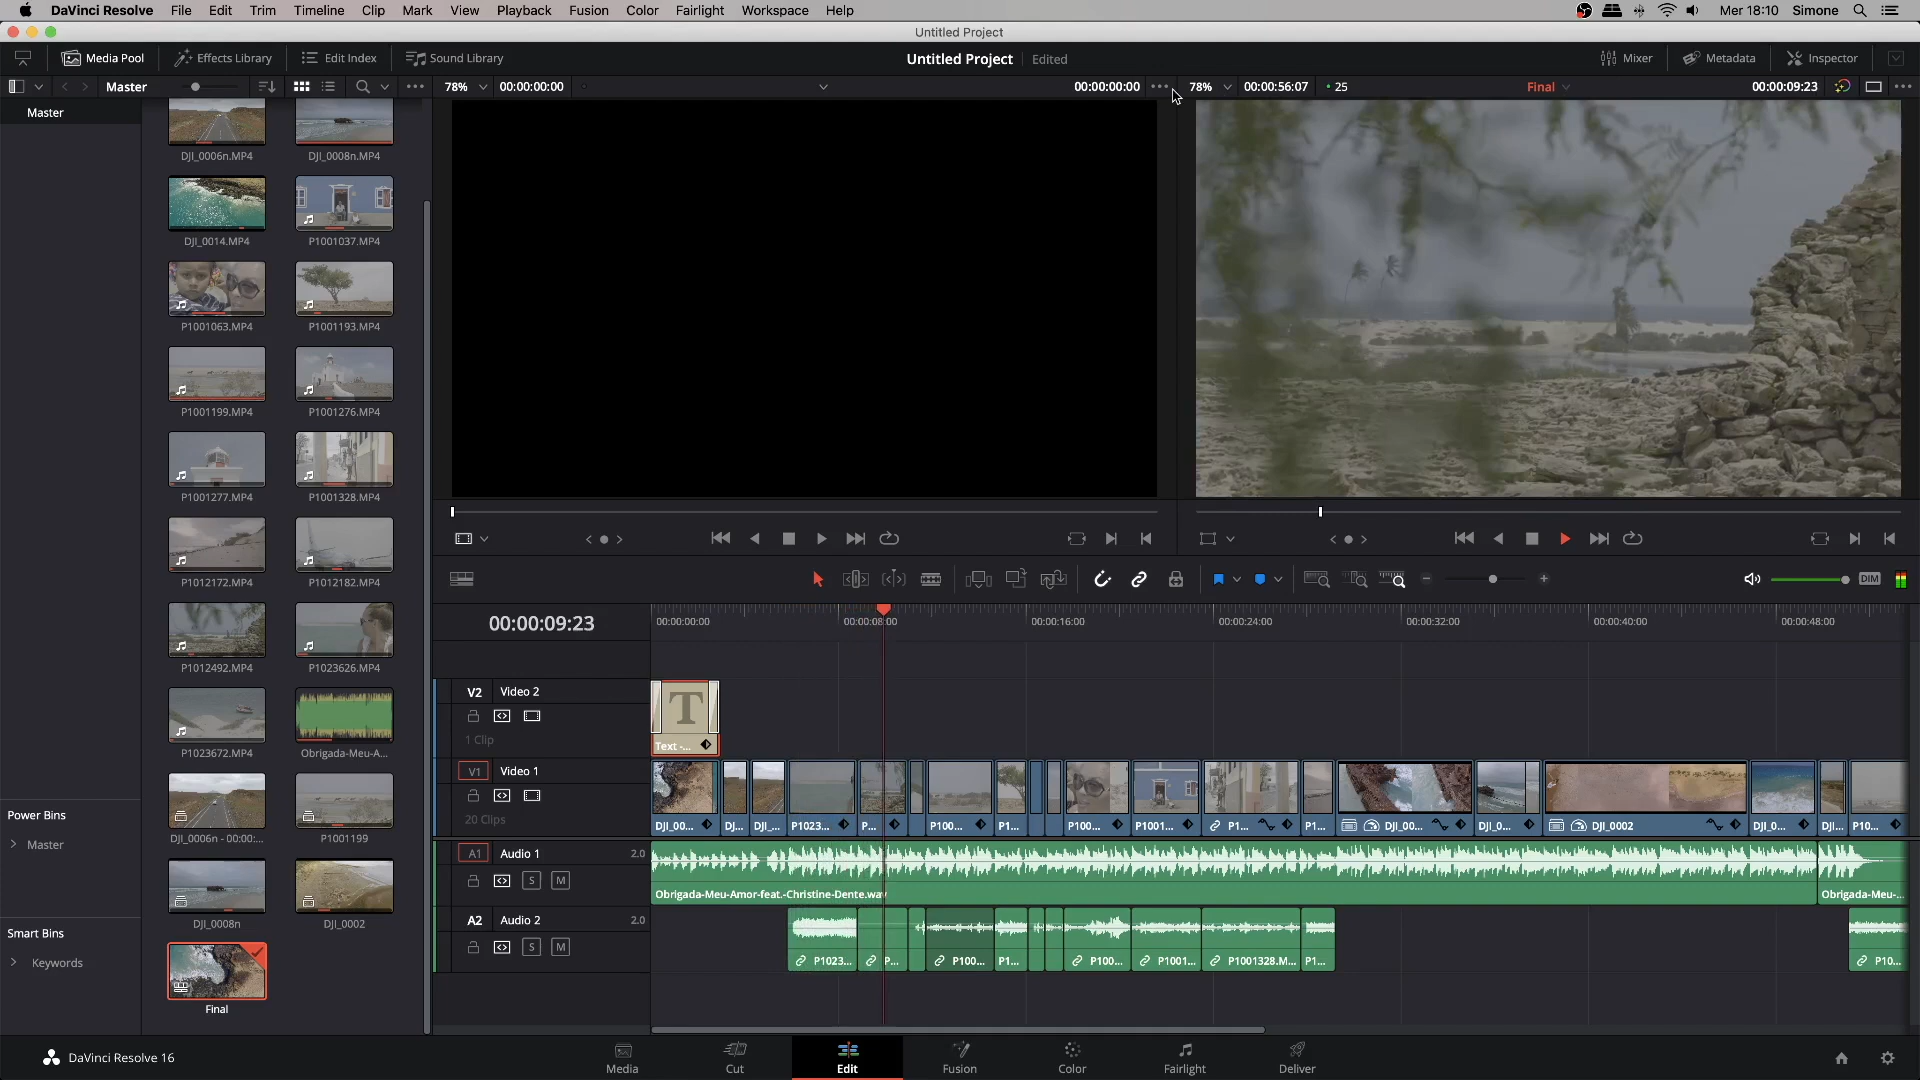 DaVinci Resolve File Edit Trim Timeline Clip Mark View Playback Fusion Color Fairlight Workspace Help Mer 18:10 Simone
Untitled Project
Media Pool Effects Library Edit Index Sound Library Untitled Project Edited Mixer Metadata Inspector
Master 78% 00:00:00:00 00:00:00:00 78% 00:00:56:07 25 Final 00:00:09:23
Master
DJI_0006n.MP4 DJI_0008n.MP4
DJI_0014.MP4 P1001037.MP4
P1001063.MP4 P1001193.MP4
P1001199.MP4 P1001276.MP4
P1001277.MP4 P1001328.MP4
P1012172.MP4 P1012182.MP4
P1012492.MP4 P1023626.MP4
P1023672.MP4 Obrigada-Meu-A...
DJI_0006n - 00:00:... P1001199
DJI_0008n DJI_0002
Final
Power Bins
Master
Smart Bins
Keywords
DIM
00:00:09:23 00:00:00:00 00:00:08:00 00:00:16:00 00:00:24:00 00:00:32:00 00:00:40:00 00:00:48:00
V2 Video 2
T
1 Clip Text -...
V1 Video 1
20 Clips DJI_00... D... DJI_... P1023... P... P100... P1... P100... P1001... P1... P1... DJI_00... DJI_0... DJI_0002 DJI_0... DJI... P10...
A1 Audio 1 2.0
S M Obrigada-Meu-Amor-feat.-Christine-Dente.wav Obrigada-Meu-...
A2 Audio 2 2.0
S M P1023... P... P100... P1... P100... P1001... P1001328.M... P1... P10...
DaVinci Resolve 16 Media Cut Edit Fusion Color Fairlight Deliver